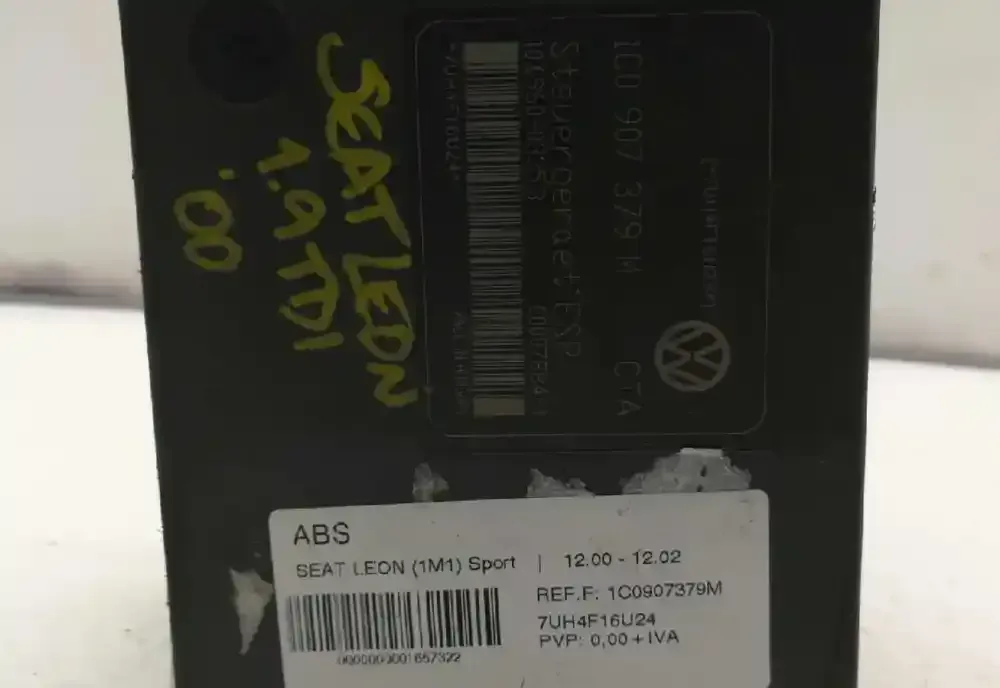 SEAT LEON
1.9 TDI
'00
1C0 907 379 M CTA
Steuergeraet ESP
ABS
SEAT LEON (1M1) Sport | 12.00 - 12.02
REF.F: 1C0907379M
7UH4F16U24
PVP: 0,00 + IVA
0000000001657322